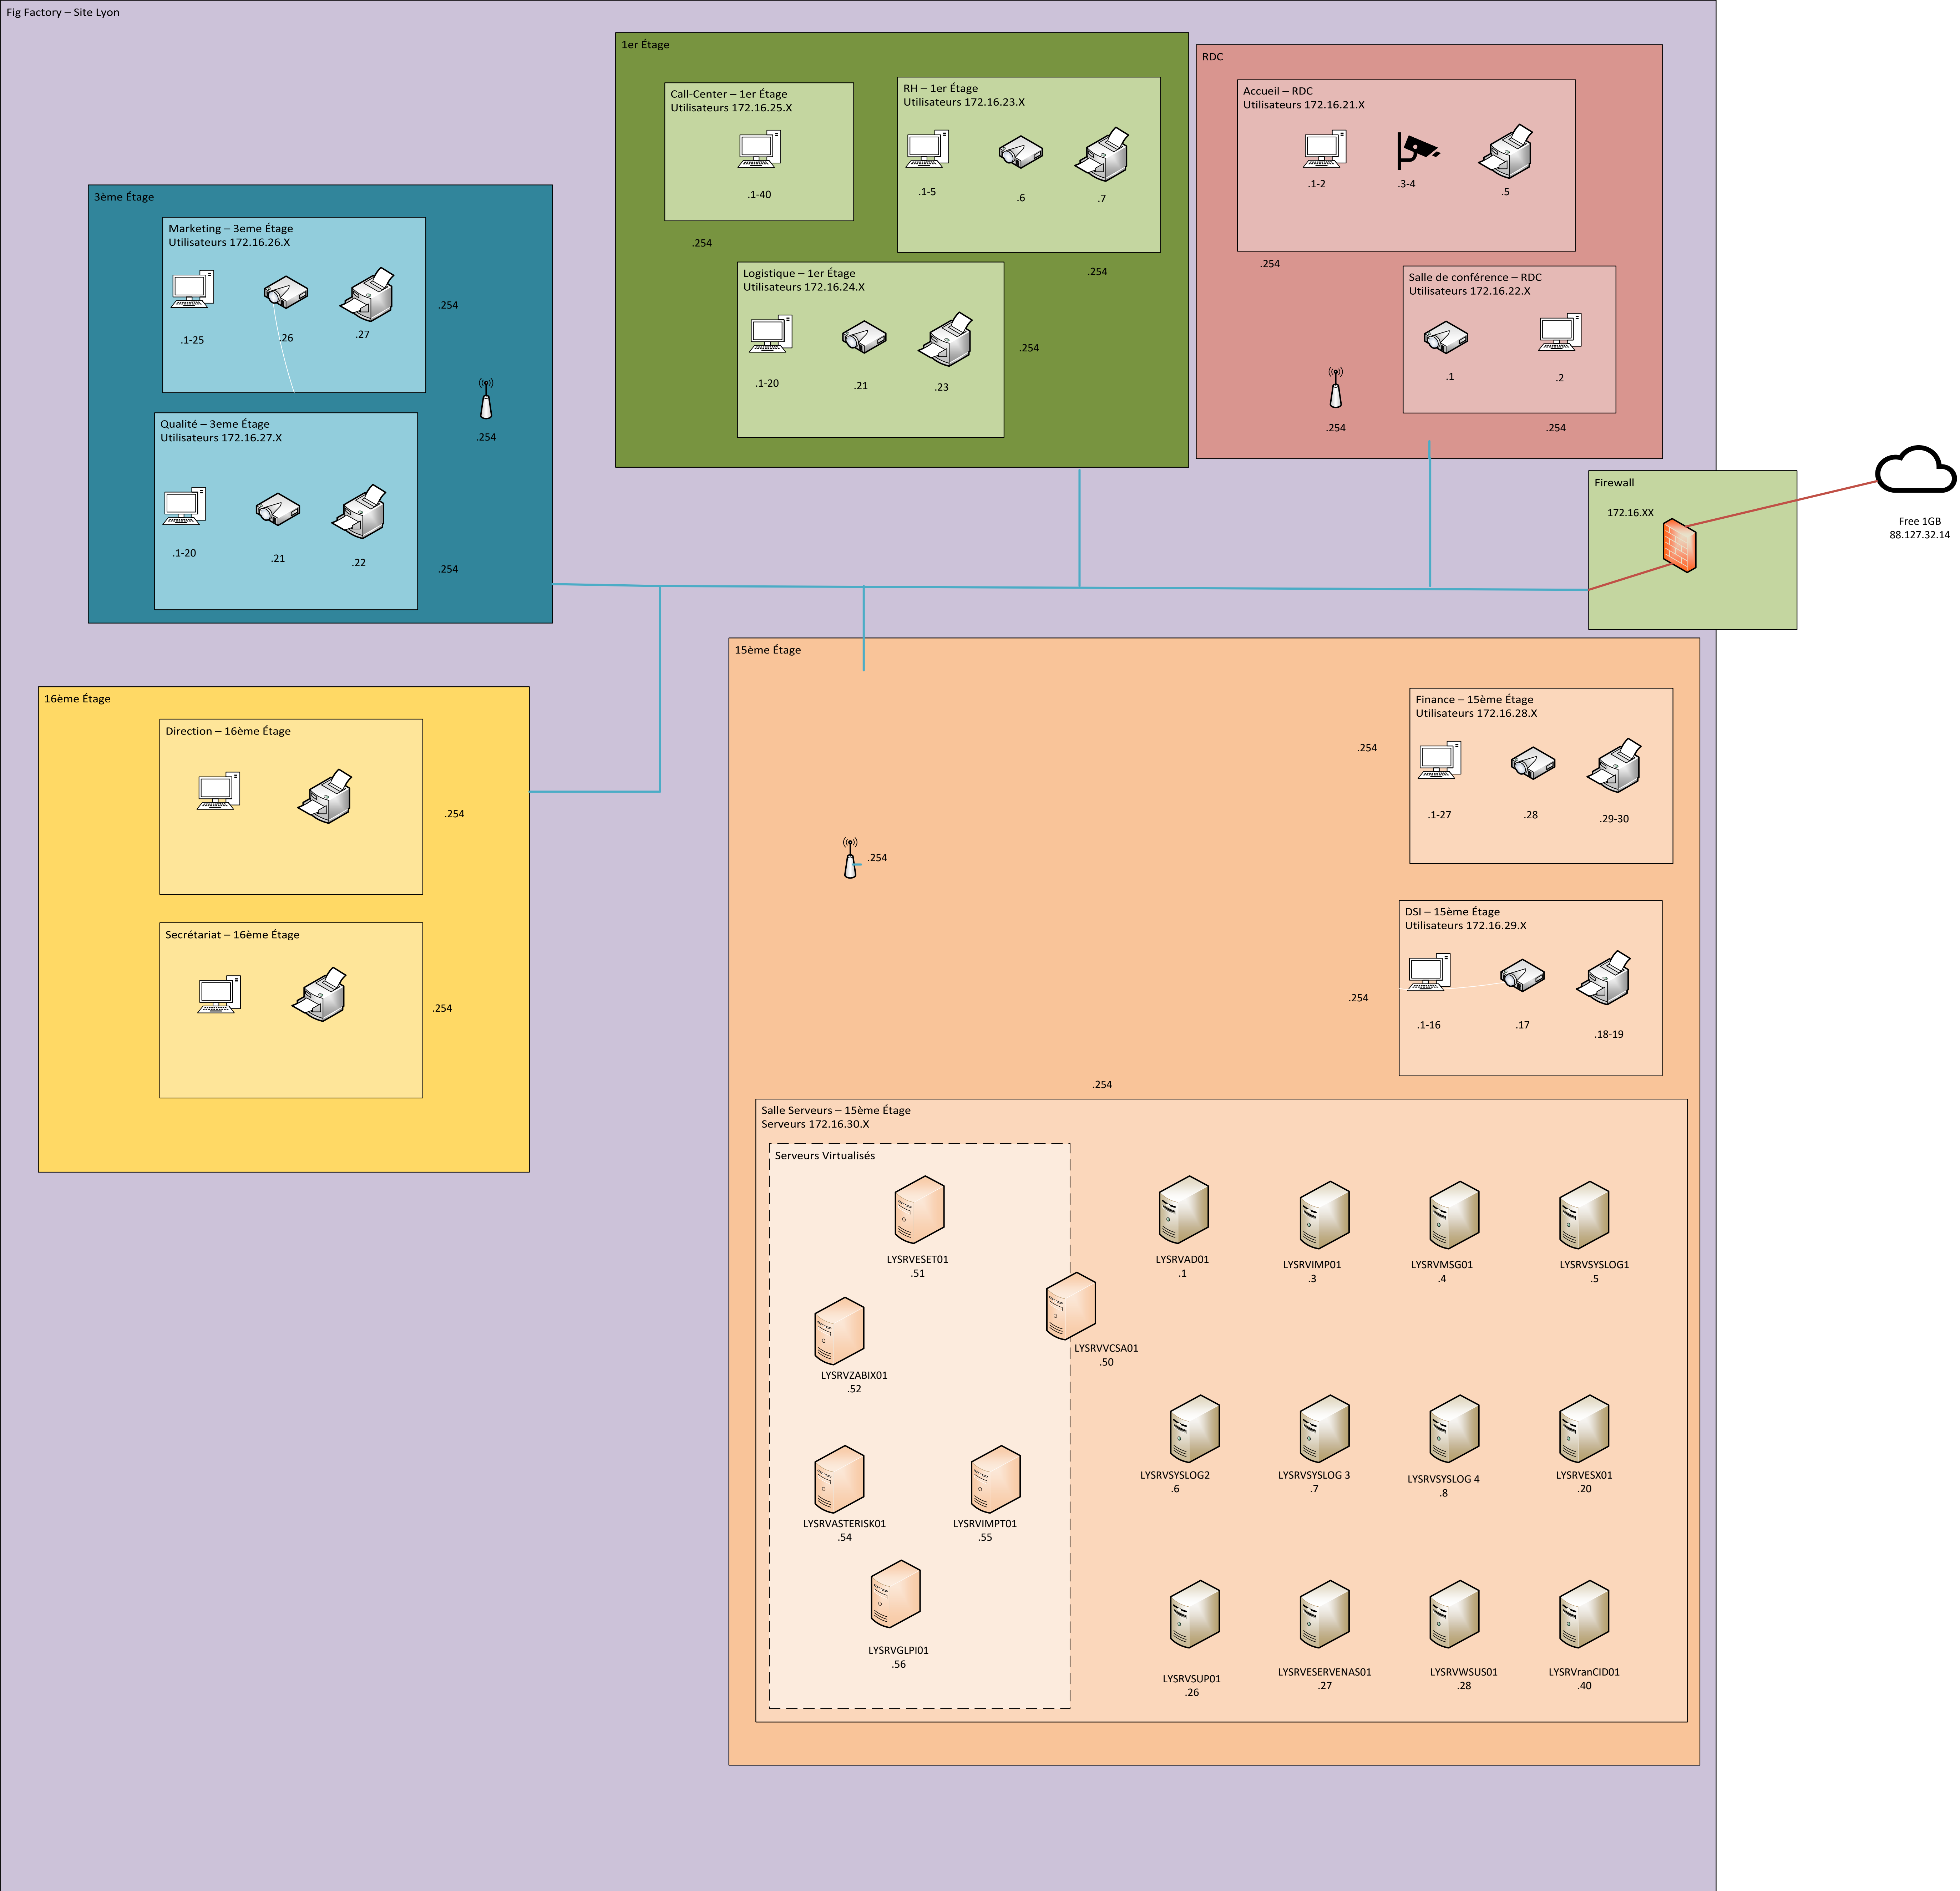 Fig Factory – Site Lyon
1er Étage
Call-Center – 1er Étage
Utilisateurs 172.16.25.X
.1-40
.254
RH – 1er Étage
Utilisateurs 172.16.23.X
.1-5
.6
.7
.254
Logistique – 1er Étage
Utilisateurs 172.16.24.X
.1-20
.21
.23
.254
RDC
Accueil – RDC
Utilisateurs 172.16.21.X
.1-2
.3-4
.5
.254
Salle de conférence – RDC
Utilisateurs 172.16.22.X
.1
.2
.254
.254
3ème Étage
Marketing – 3eme Étage
Utilisateurs 172.16.26.X
.1-25
.26
.27
.254
.254
Qualité – 3eme Étage
Utilisateurs 172.16.27.X
.1-20
.21
.22
.254
Firewall
172.16.XX
Free 1GB
88.127.32.14
16ème Étage
Direction – 16ème Étage
.254
Secrétariat – 16ème Étage
.254
15ème Étage
Finance – 15ème Étage
Utilisateurs 172.16.28.X
.1-27
.28
.29-30
.254
.254
DSI – 15ème Étage
Utilisateurs 172.16.29.X
.1-16
.17
.18-19
.254
.254
Salle Serveurs – 15ème Étage
Serveurs 172.16.30.X
Serveurs Virtualisés
LYSRVESET01
.51
LYSRVZABIX01
.52
LYSRVVCSA01
.50
LYSRVASTERISK01
.54
LYSRVIMPT01
.55
LYSRVGLPI01
.56
LYSRVAD01
.1
LYSRVIMP01
.3
LYSRVMSG01
.4
LYSRVSYSLOG1
.5
LYSRVSYSLOG2
.6
LYSRVSYSLOG 3
.7
LYSRVSYSLOG 4
.8
LYSRVESX01
.20
LYSRVSUP01
.26
LYSRVESERVENAS01
.27
LYSRVWSUS01
.28
LYSRVranCID01
.40